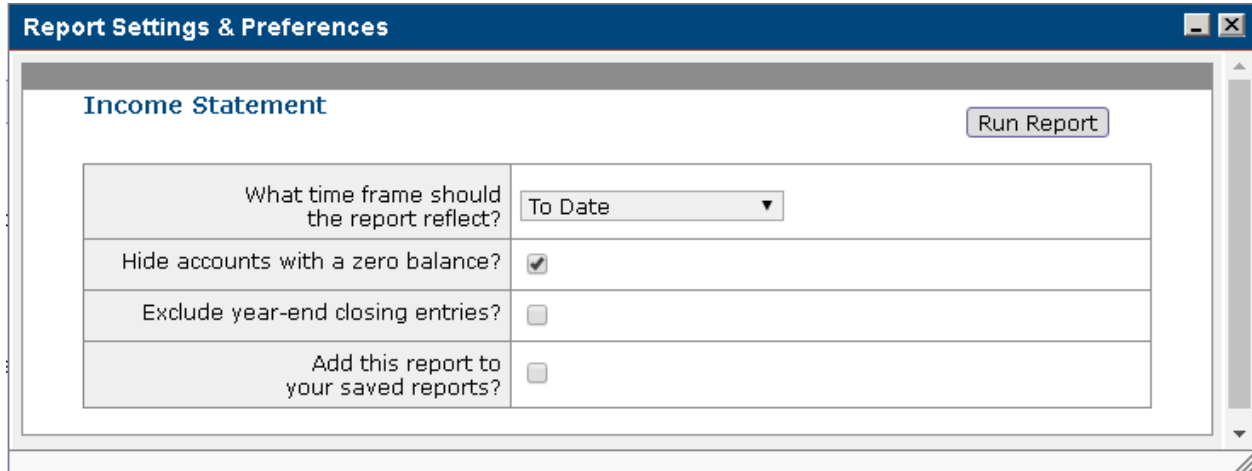 Report Settings & Preferences
Income Statement
Run Report
What time frame should
the report reflect?
To Date
Hide accounts with a zero balance?
Exclude year-end closing entries?
Add this report to
your saved reports?